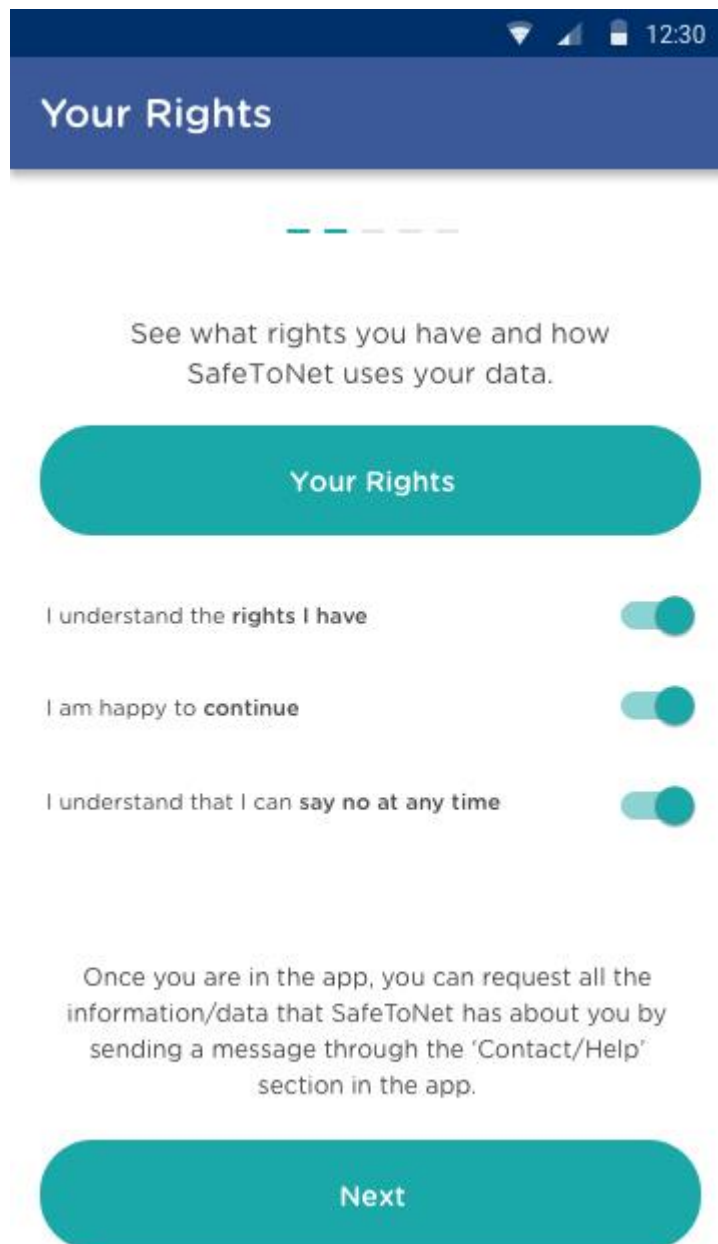 12:30
Your Rights
See what rights you have and how
SafeToNet uses your data.
Your Rights
I understand the rights I have
I am happy to continue
I understand that I can say no at any time
Once you are in the app, you can request all the
information/data that SafeToNet has about you by
sending a message through the ‘Contact/Help’
section in the app.
Next